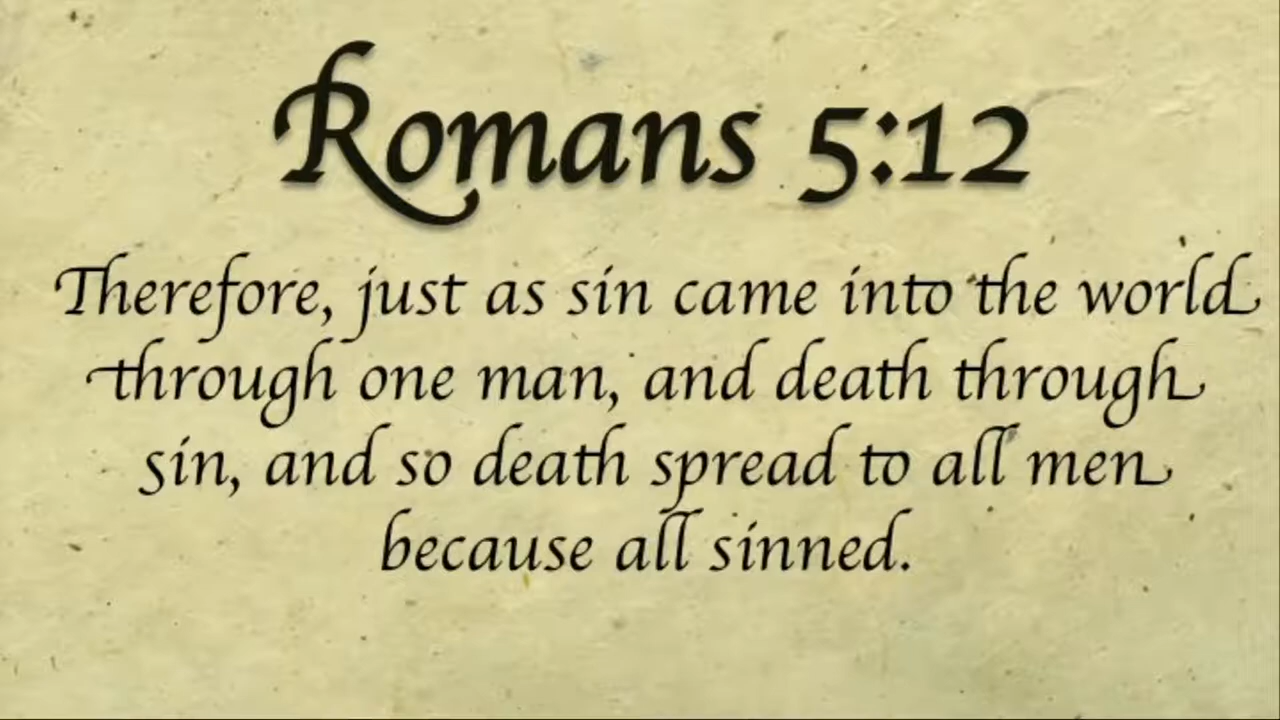 Romans 5:12
Therefore, just as sin came into the world
through one man, and death through
sin, and so death spread to all men
because all sinned.